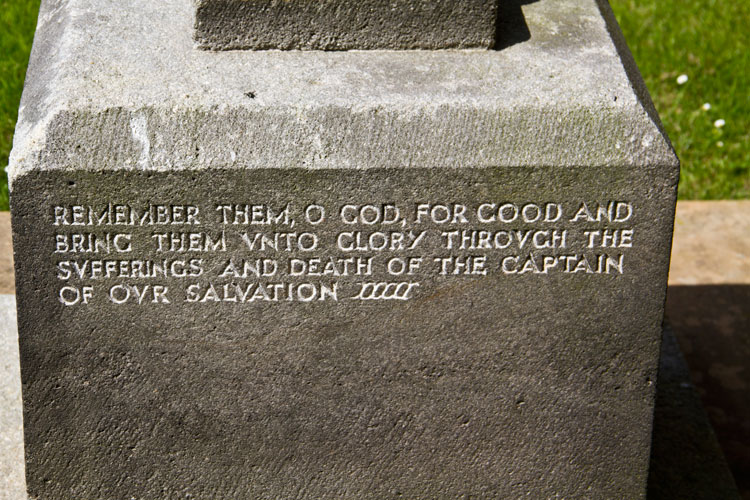 REMEMBER THEM, O GOD, FOR GOOD AND
BRING THEM VNTO GLORY THROVGH THE
SVFFERINGS AND DEATH OF THE CAPTAIN
OF OVR SALVATION